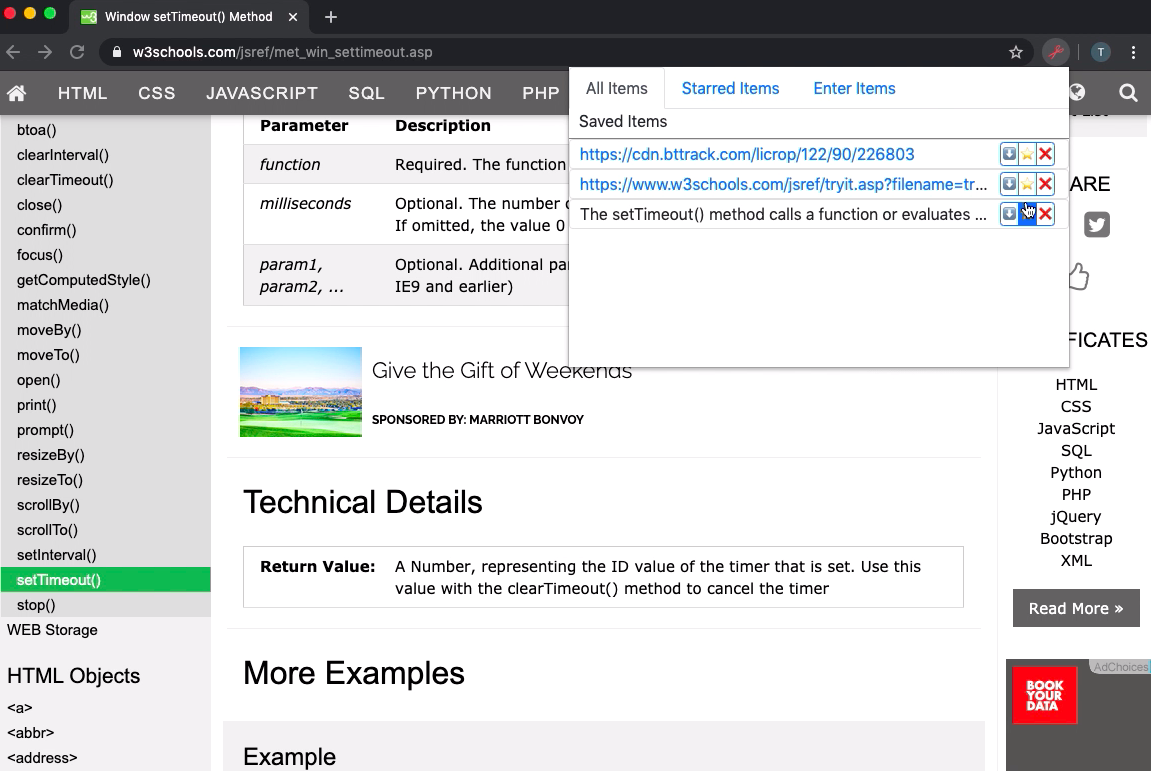 Window setTimeout() Method
w3schools.com/jsref/met_win_settimeout.asp
T
HTML CSS JAVASCRIPT SQL PYTHON PHP
All Items Starred Items Enter Items
Saved Items
https://cdn.bttrack.com/licrop/122/90/226803
https://www.w3schools.com/jsref/tryit.asp?filename=tr...
The setTimeout() method calls a function or evaluates ...
btoa()
clearInterval()
clearTimeout()
close()
confirm()
focus()
getComputedStyle()
matchMedia()
moveBy()
moveTo()
open()
print()
prompt()
resizeBy()
resizeTo()
scrollBy()
scrollTo()
setInterval()
setTimeout()
stop()
WEB Storage
HTML Objects
<a>
<abbr>
<address>
Parameter Description
function Required. The function
milliseconds Optional. The number
If omitted, the value 0
param1, Optional. Additional
param2, ... IE9 and earlier)
Give the Gift of Weekends
SPONSORED BY: MARRIOTT BONVOY
Technical Details
Return Value: A Number, representing the ID value of the timer that is set. Use this
value with the clearTimeout() method to cancel the timer
More Examples
Example
ARE
FICATES
HTML
CSS
JavaScript
SQL
Python
PHP
jQuery
Bootstrap
XML
Read More »
AdChoices
BOOK
YOUR
DATA